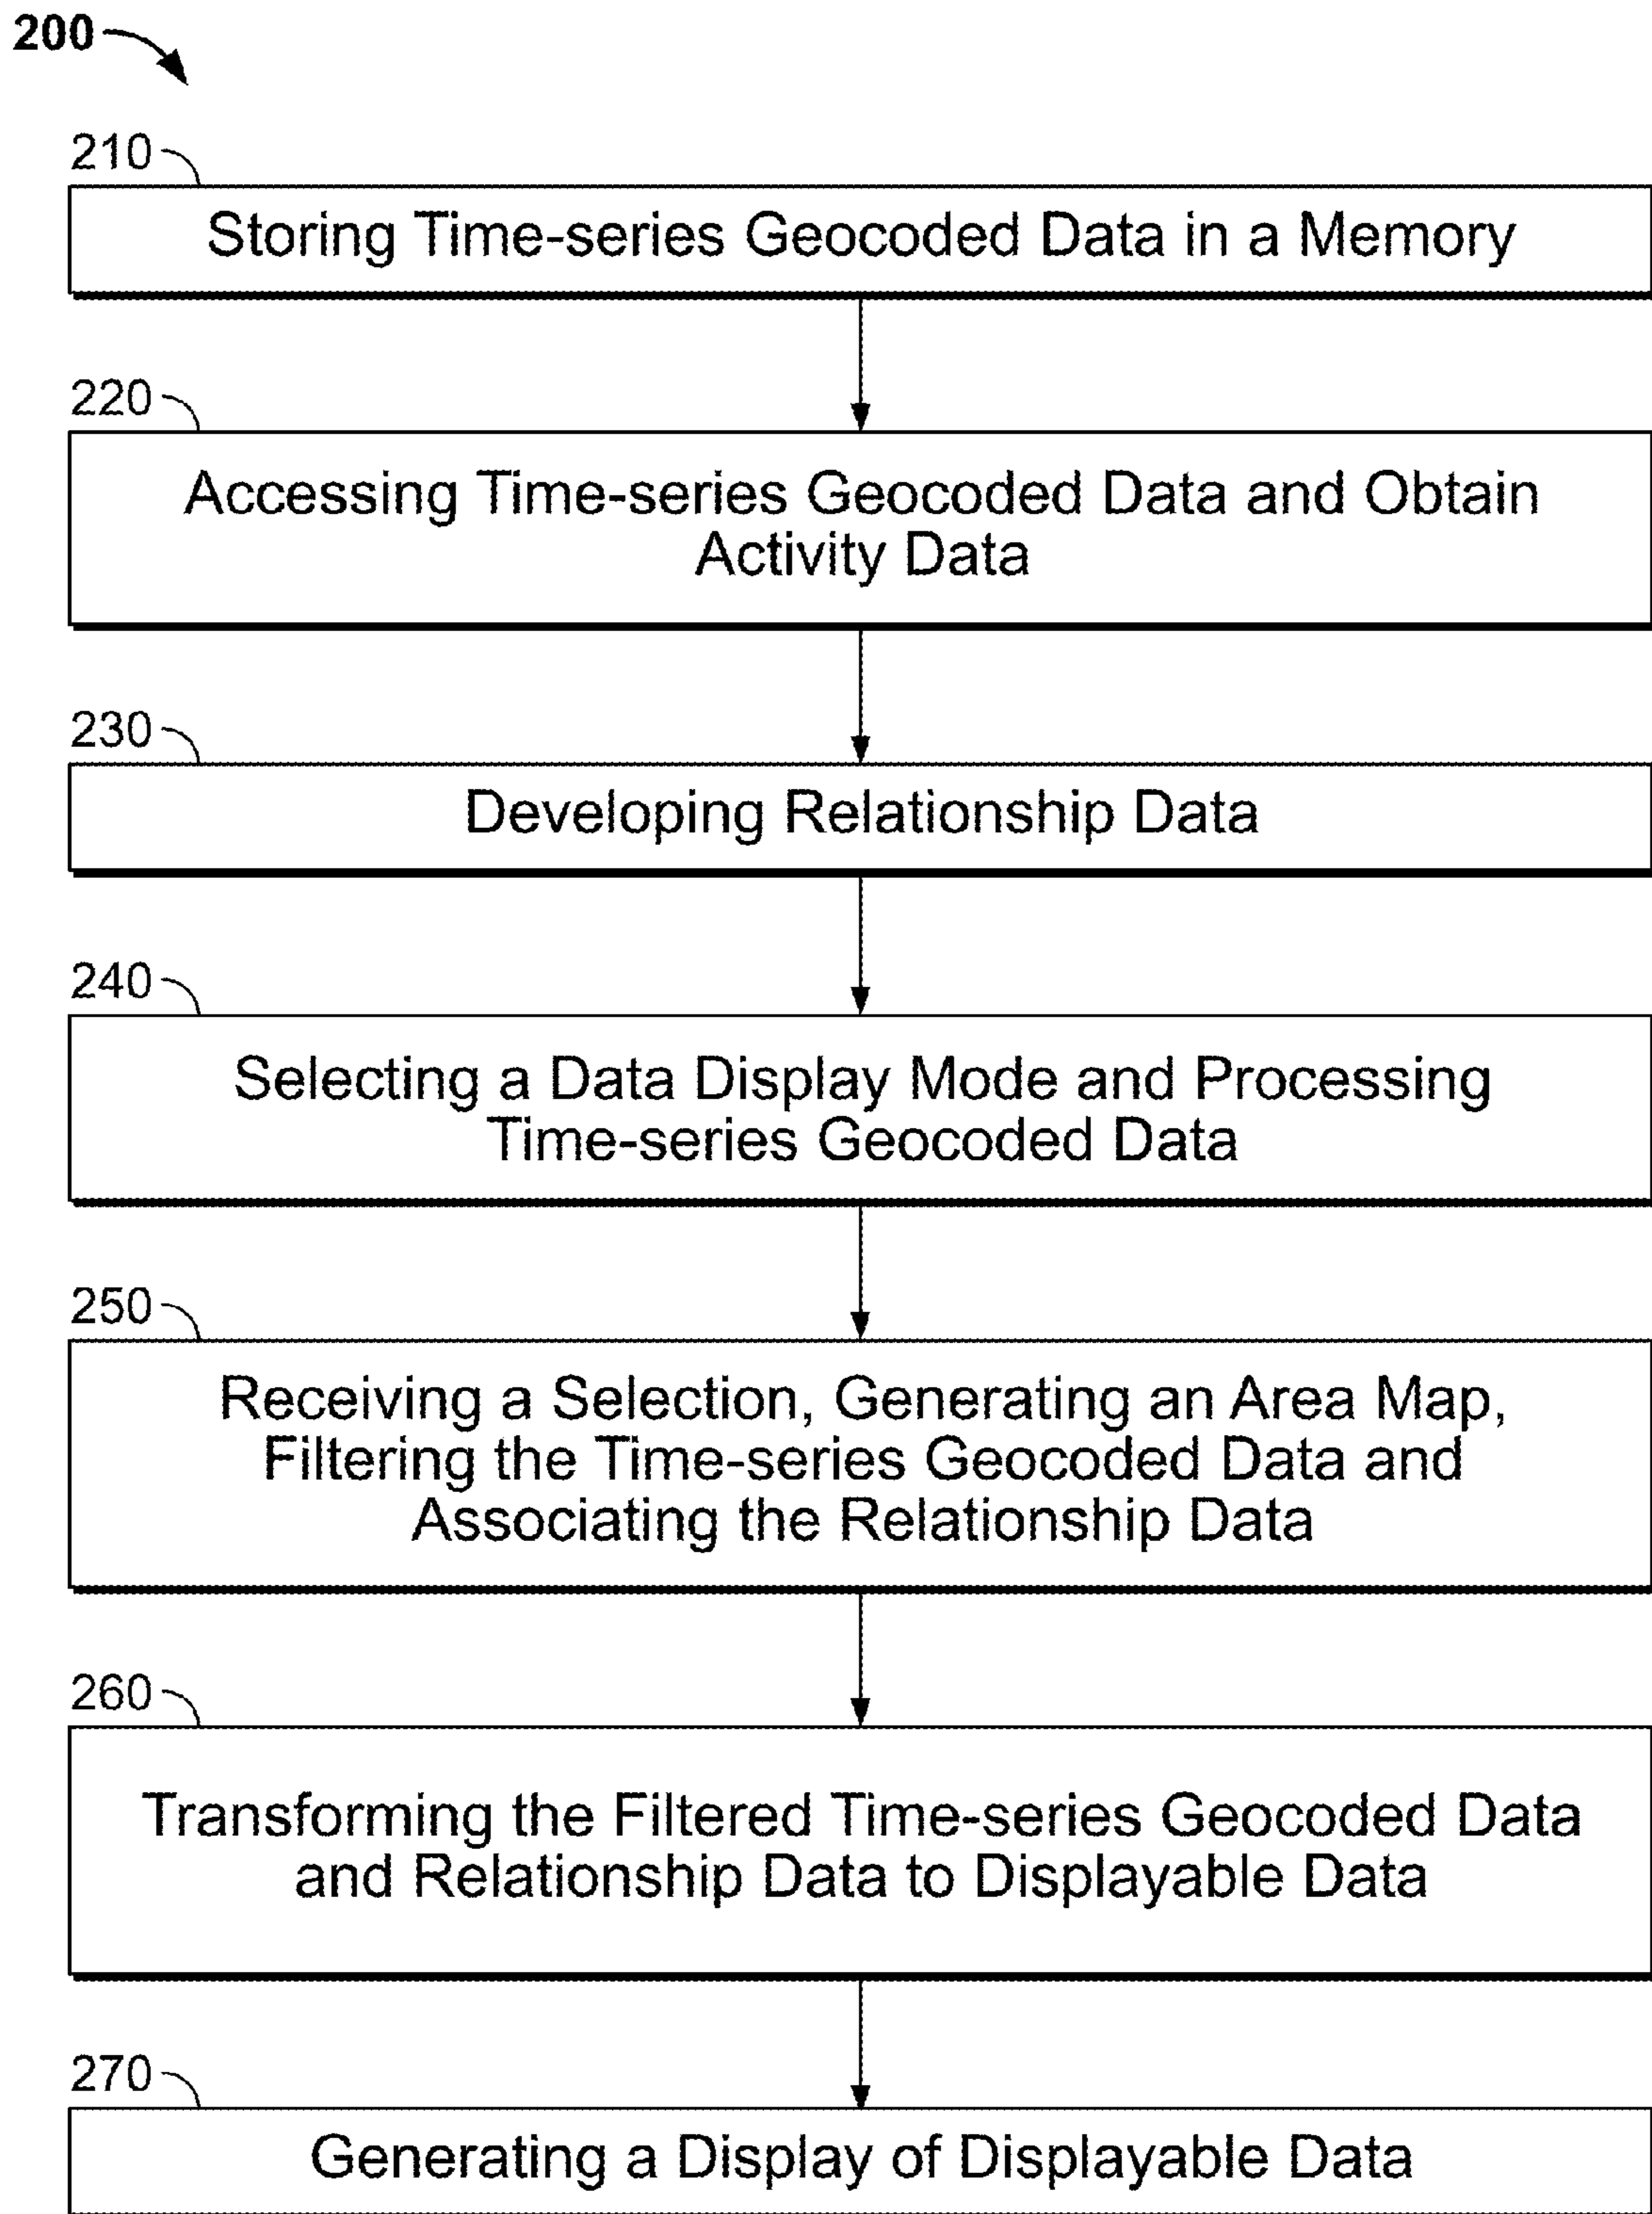 200
210
Storing Time-series Geocoded Data in a Memory
220
Accessing Time-series Geocoded Data and Obtain
Activity Data
230
Developing Relationship Data
240
Selecting a Data Display Mode and Processing
Time-series Geocoded Data
250
Receiving a Selection, Generating an Area Map,
Filtering the Time-series Geocoded Data and
Associating the Relationship Data
260
Transforming the Filtered Time-series Geocoded Data
and Relationship Data to Displayable Data
270
Generating a Display of Displayable Data